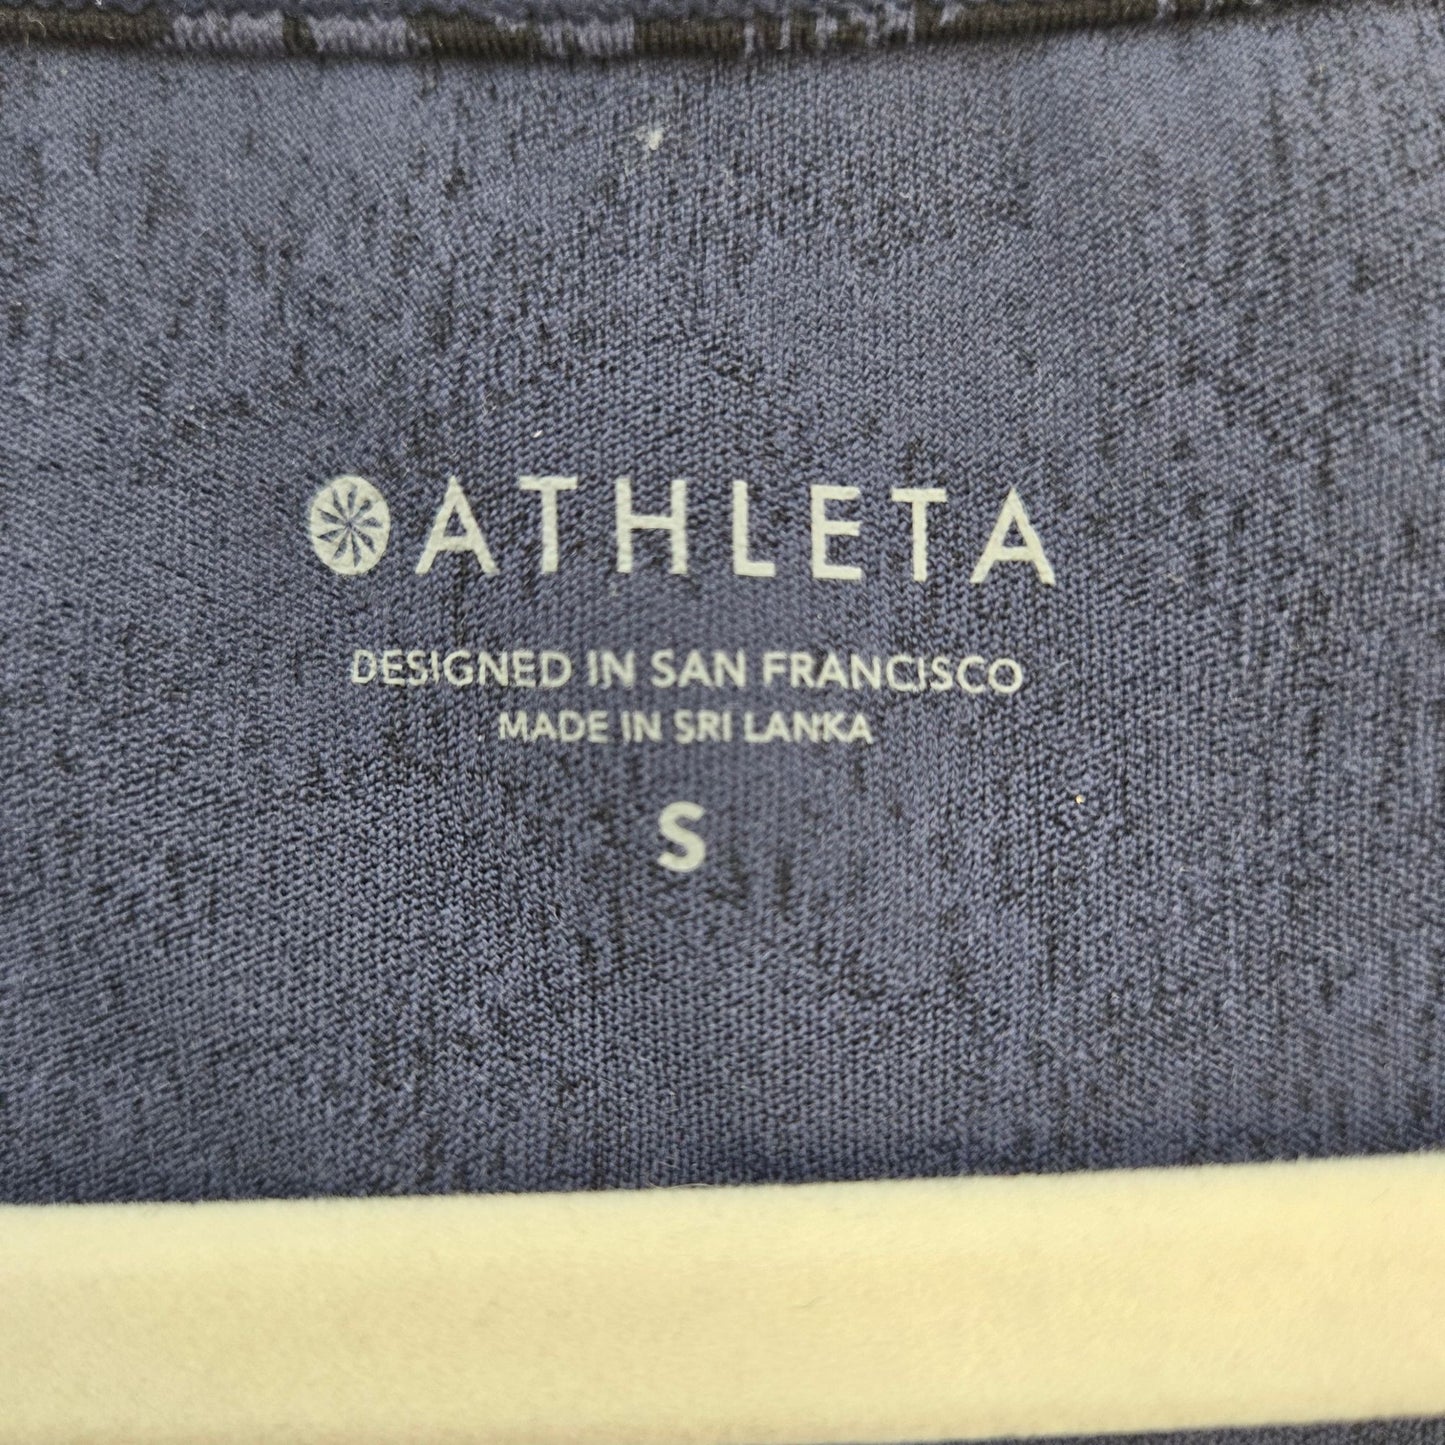 ATHLETA
DESIGNED IN SAN FRANCISCO
MADE IN SRI LANKA
S